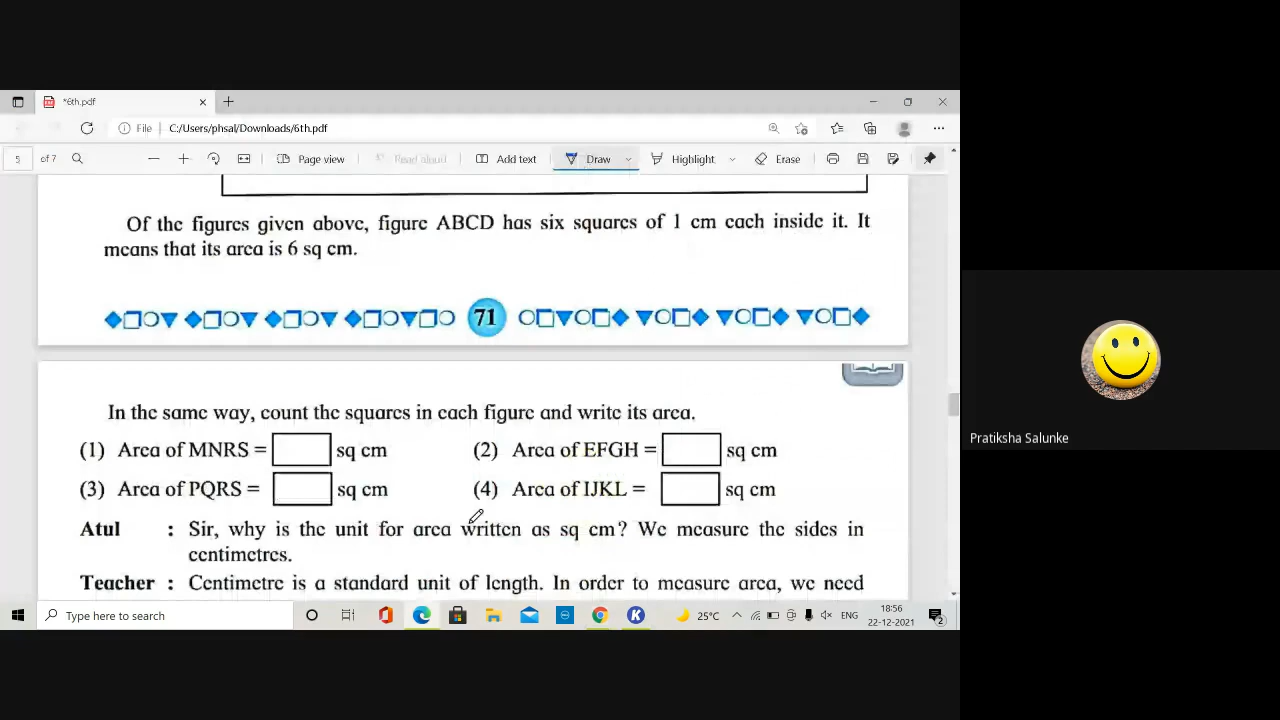 *6th.pdf
File C:/Users/phsal/Downloads/6th.pdf
5 of 7 Page view Read aloud Add text Draw Highlight Erase
Of the figures given above, figure ABCD has six squares of 1 cm each inside it. It
means that its area is 6 sq cm.
71
In the same way, count the squares in each figure and write its area.
(1) Area of MNRS = sq cm (2) Area of EFGH = sq cm
(3) Area of PQRS = sq cm (4) Area of IJKL = sq cm
Atul : Sir, why is the unit for area written as sq cm? We measure the sides in
centimetres.
Teacher : Centimetre is a standard unit of length. In order to measure area, we need
Pratiksha Salunke
Type here to search 25°C ENG 18:56
22-12-2021 2